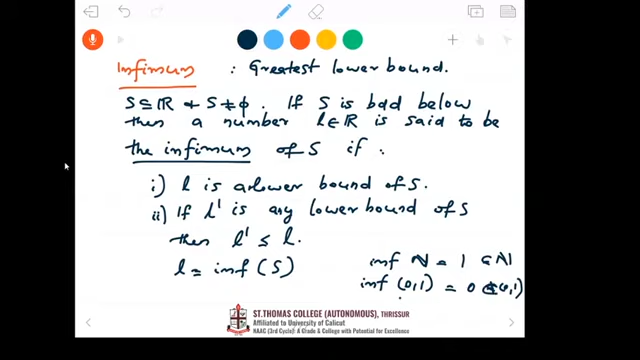 Infimum : Greatest lower bound.
S ⊆ ℝ & S ≠ ϕ. If S is bdd below
then a number l ∈ ℝ is said to be
the infimum of S if :
i) l is a lower bound of S.
ii) If l' is any lower bound of S
then l' ≤ l.
l = inf (S)
inf ℕ = 1 ∈ ℕ
inf (0,1) = 0 ∉ (0,1)
ST.THOMAS COLLEGE (AUTONOMOUS), THRISSUR
Affiliated to University of Calicut
NAAC (3rd Cycle): A Grade & College with Potential for Excellence